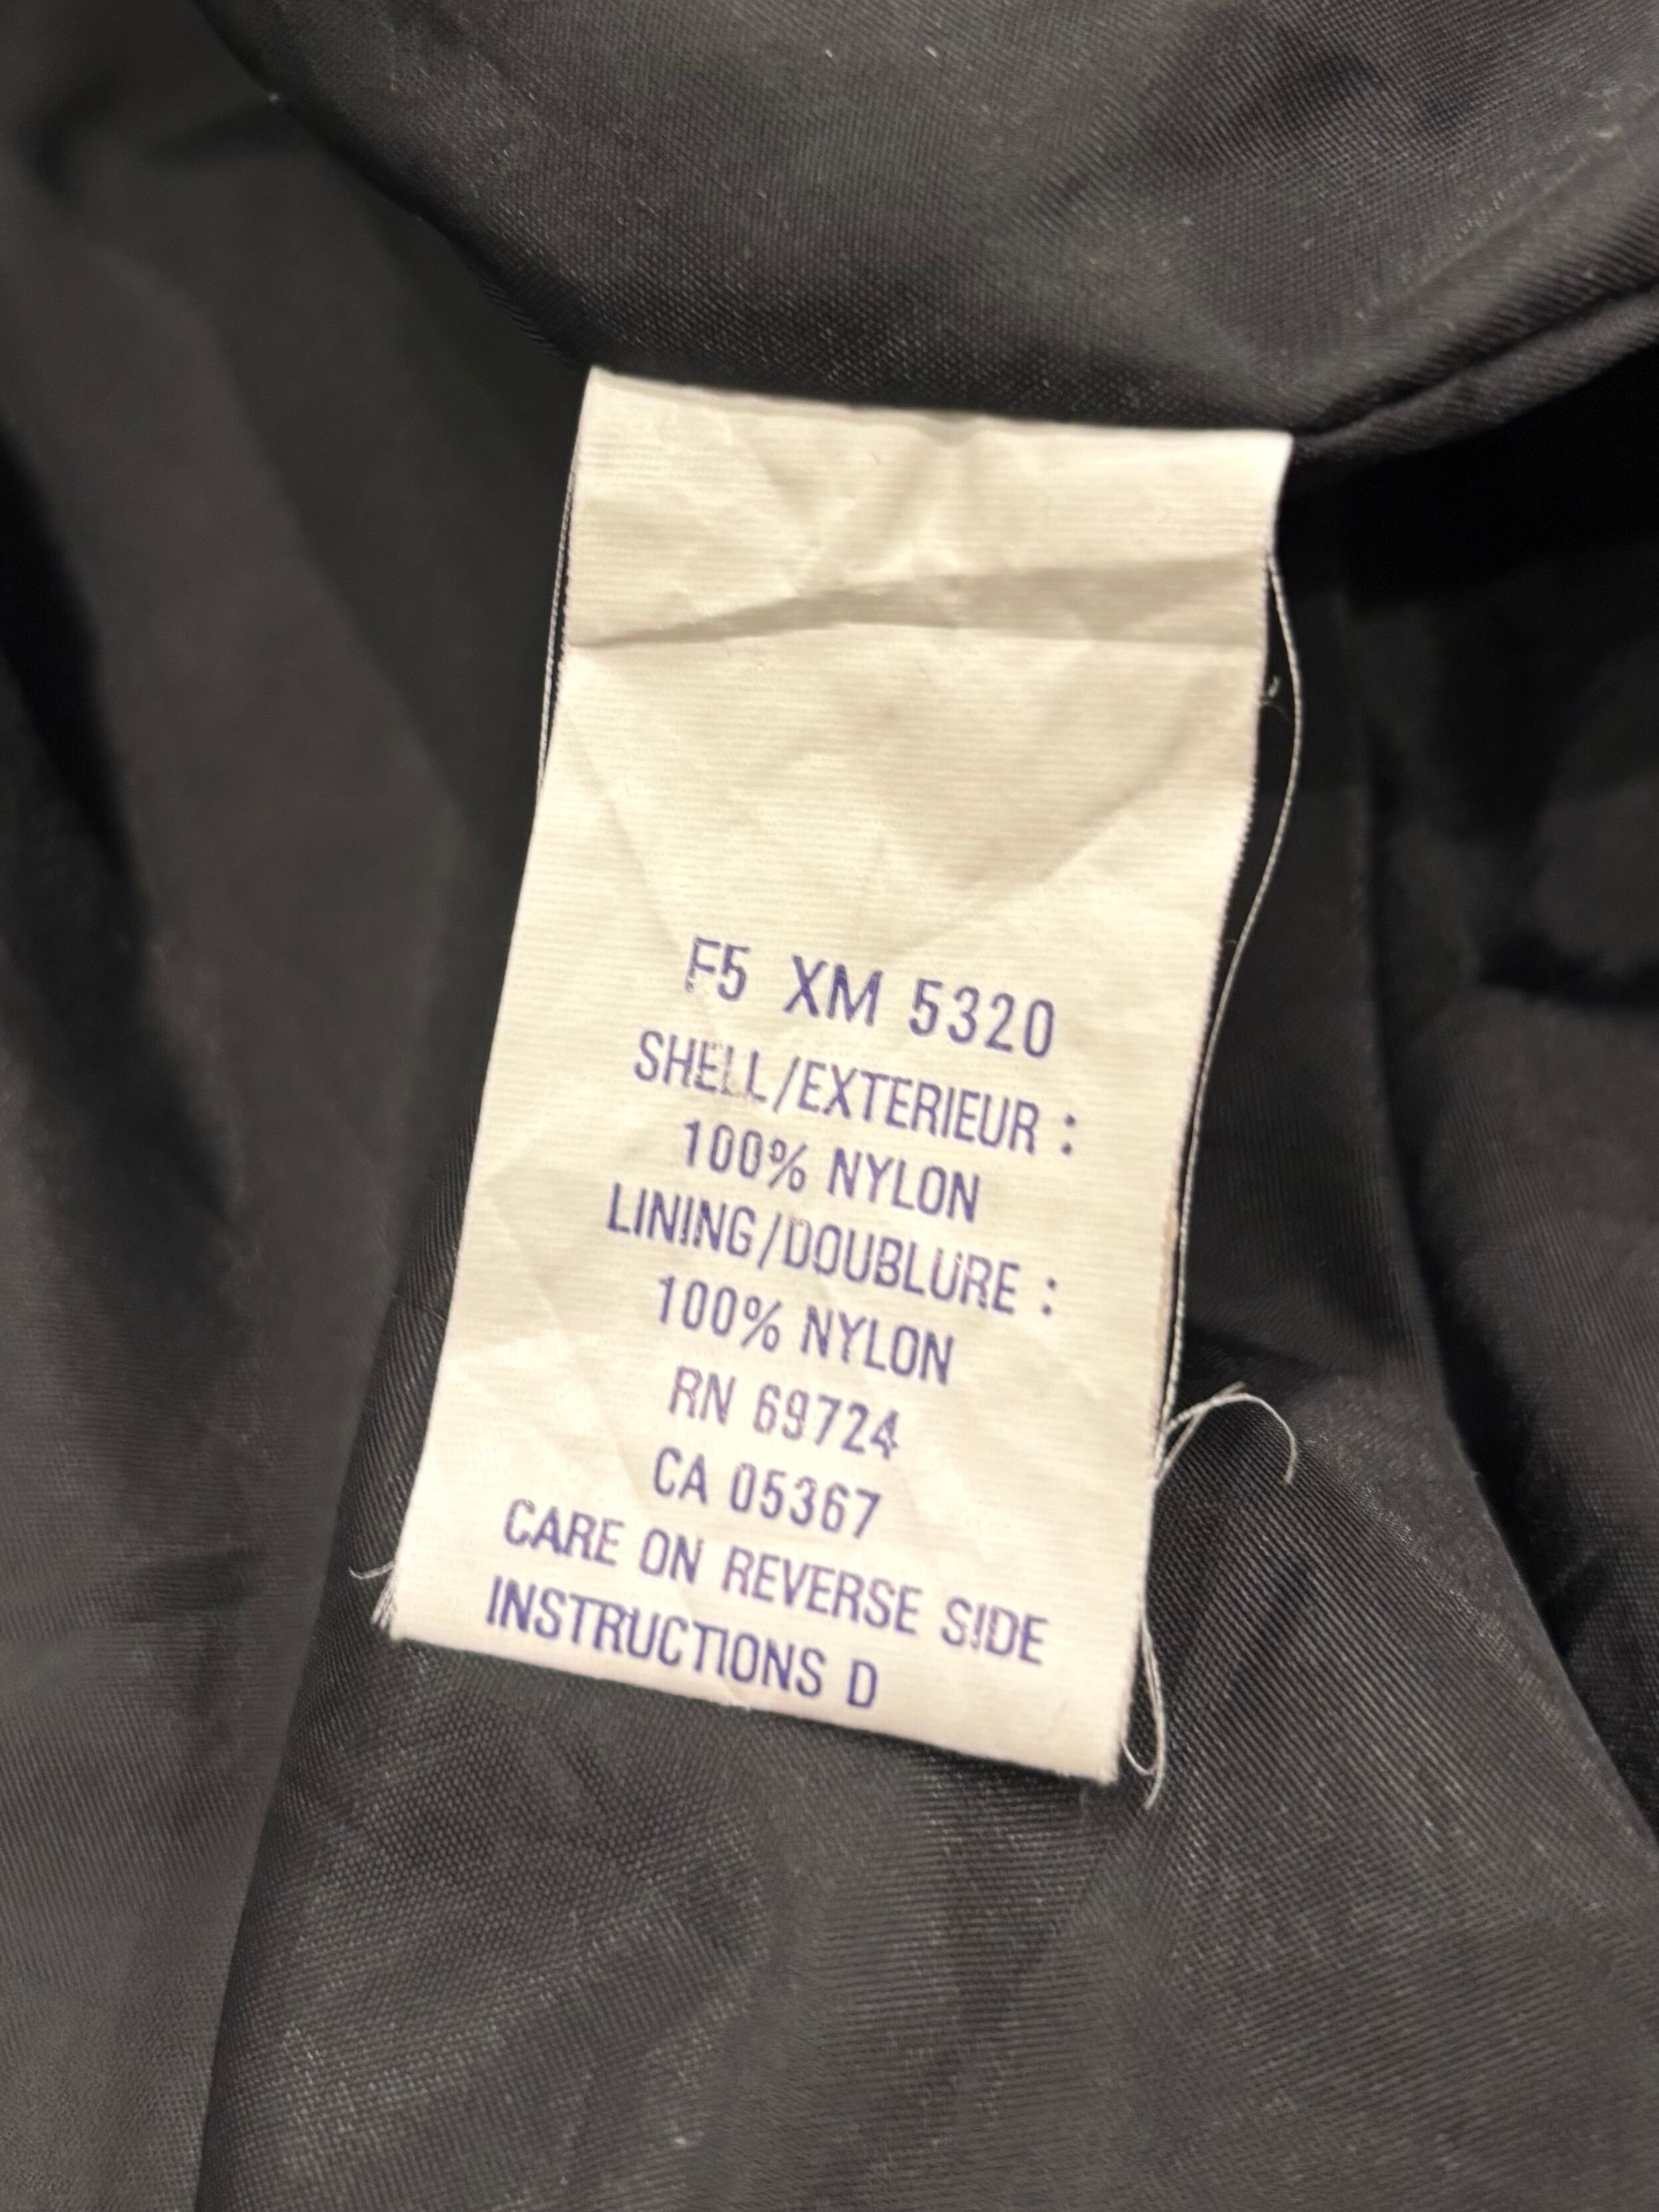 F5 XM 5320
SHELL/EXTERIEUR :
100% NYLON
LINING/DOUBLURE :
100% NYLON
RN 69724
CA 05367
CARE ON REVERSE SIDE
INSTRUCTIONS D